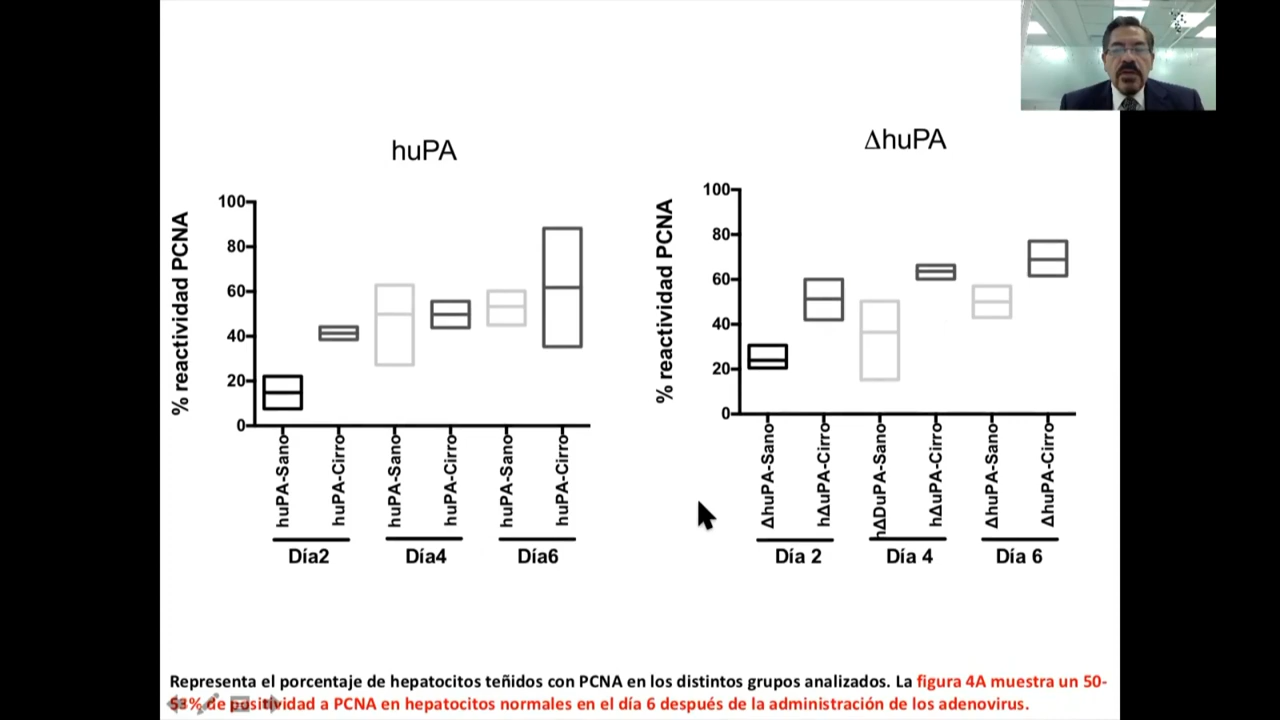 huPA
ΔhuPA
% reactividad PCNA
100
80
60
40
20
0
huPA-Sano
huPA-Cirro
huPA-Sano
huPA-Cirro
huPA-Sano
huPA-Cirro
Día2
Día4
Día6
% reactividad PCNA
100
80
60
40
20
0
ΔhuPA-Sano
hΔuPA-Cirro
hΔDuPA-Sano
hΔuPA-Cirro
ΔhuPA-Sano
ΔhuPA-Cirro
Día 2
Día 4
Día 6
Representa el porcentaje de hepatocitos teñidos con PCNA en los distintos grupos analizados. La figura 4A muestra un 50-
53% de positividad a PCNA en hepatocitos normales en el día 6 después de la administración de los adenovirus.